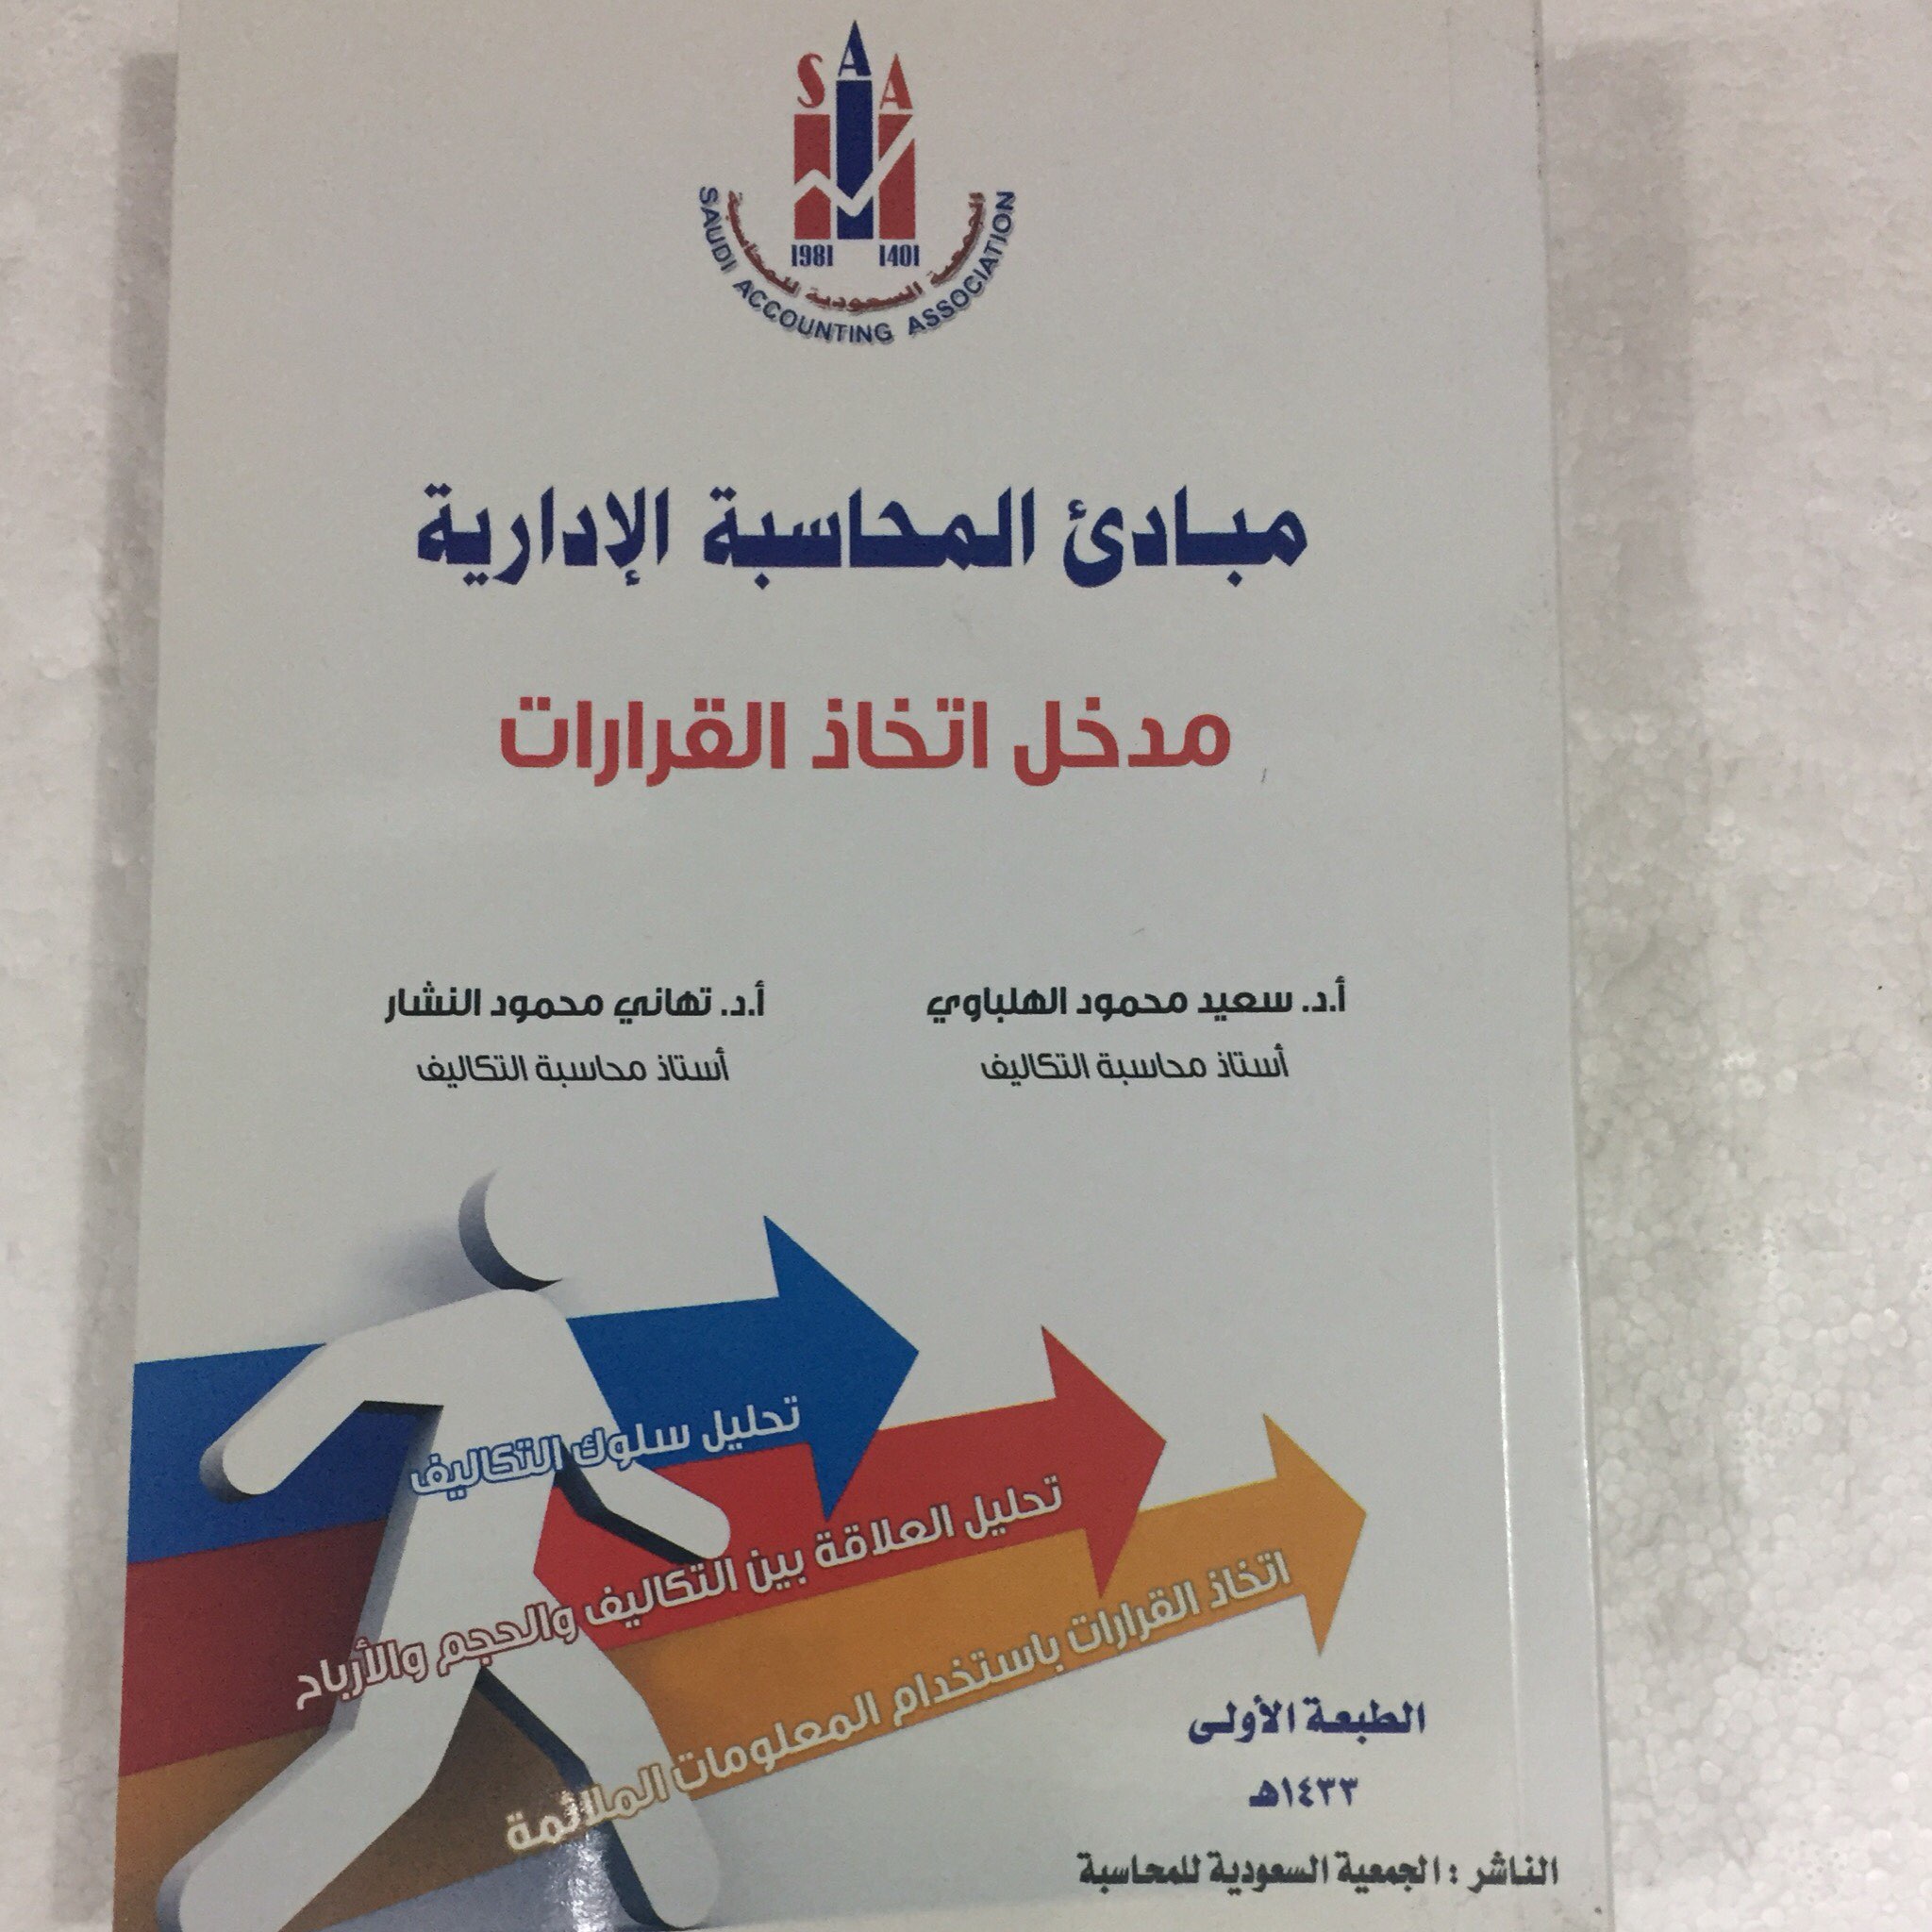 SAA
1981 1401
الجمعية السعودية للمحاسبة
SAUDI ACCOUNTING ASSOCIATION
مبادئ المحاسبة الإدارية
مدخل اتخاذ القرارات
أ.د. سعيد محمود الهلباوي
أستاذ محاسبة التكاليف
أ.د. تهاني محمود النشار
أستاذ محاسبة التكاليف
تحليل سلوك التكاليف
تحليل العلاقة بين التكاليف والحجم والأرباح
اتخاذ القرارات باستخدام المعلومات الملائمة
الطبعة الأولى
١٤٣٣هـ
الناشر : الجمعية السعودية للمحاسبة